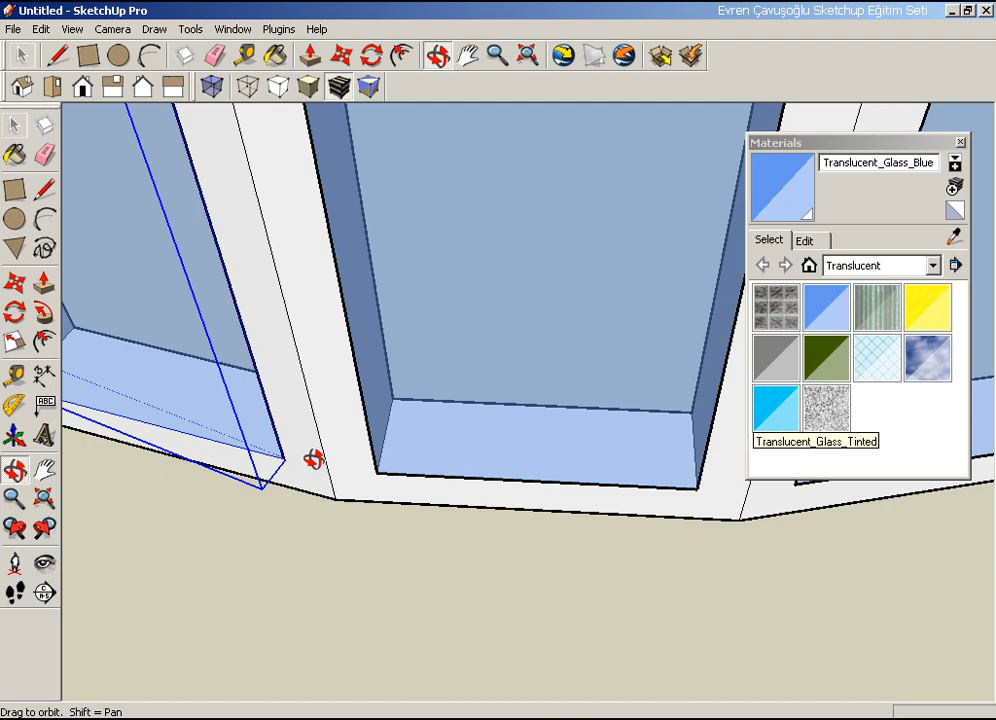 Untitled - SketchUp Pro
Evren Çavuşoğlu Sketchup Eğitim Seti
File Edit View Camera Draw Tools Window Plugins Help
Materials
Translucent_Glass_Blue
Select Edit
Translucent
ABC
Translucent_Glass_Tinted
Drag to orbit. Shift = Pan